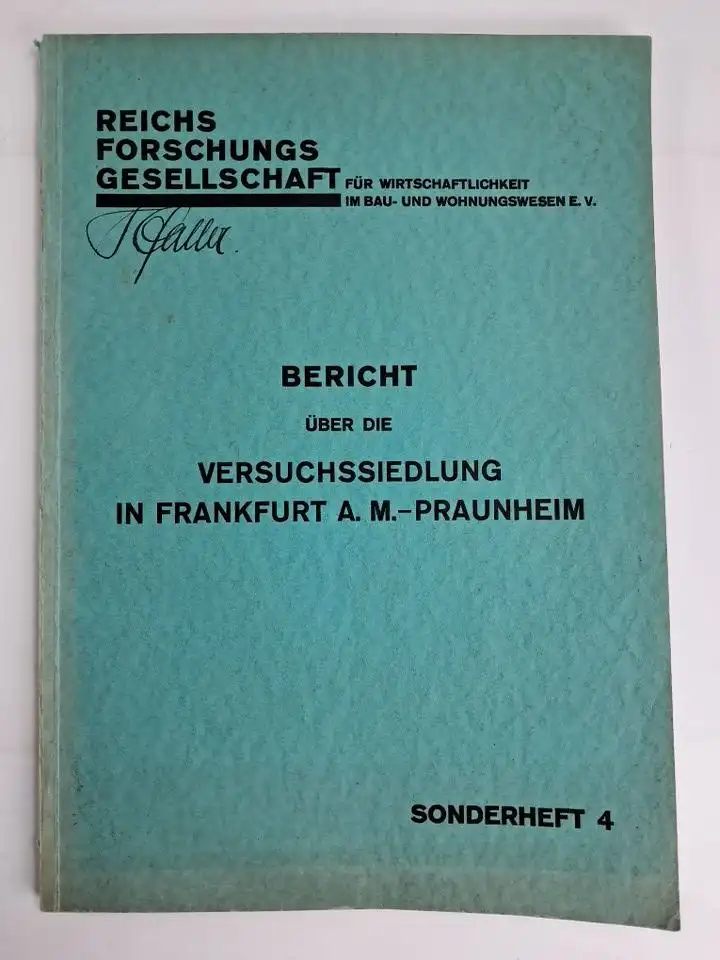 REICHS
FORSCHUNGS
GESELLSCHAFT FÜR WIRTSCHAFTLICHKEIT
IM BAU- UND WOHNUNGSWESEN E. V.
BERICHT
ÜBER DIE
VERSUCHSSIEDLUNG
IN FRANKFURT A. M.-PRAUNHEIM
SONDERHEFT 4